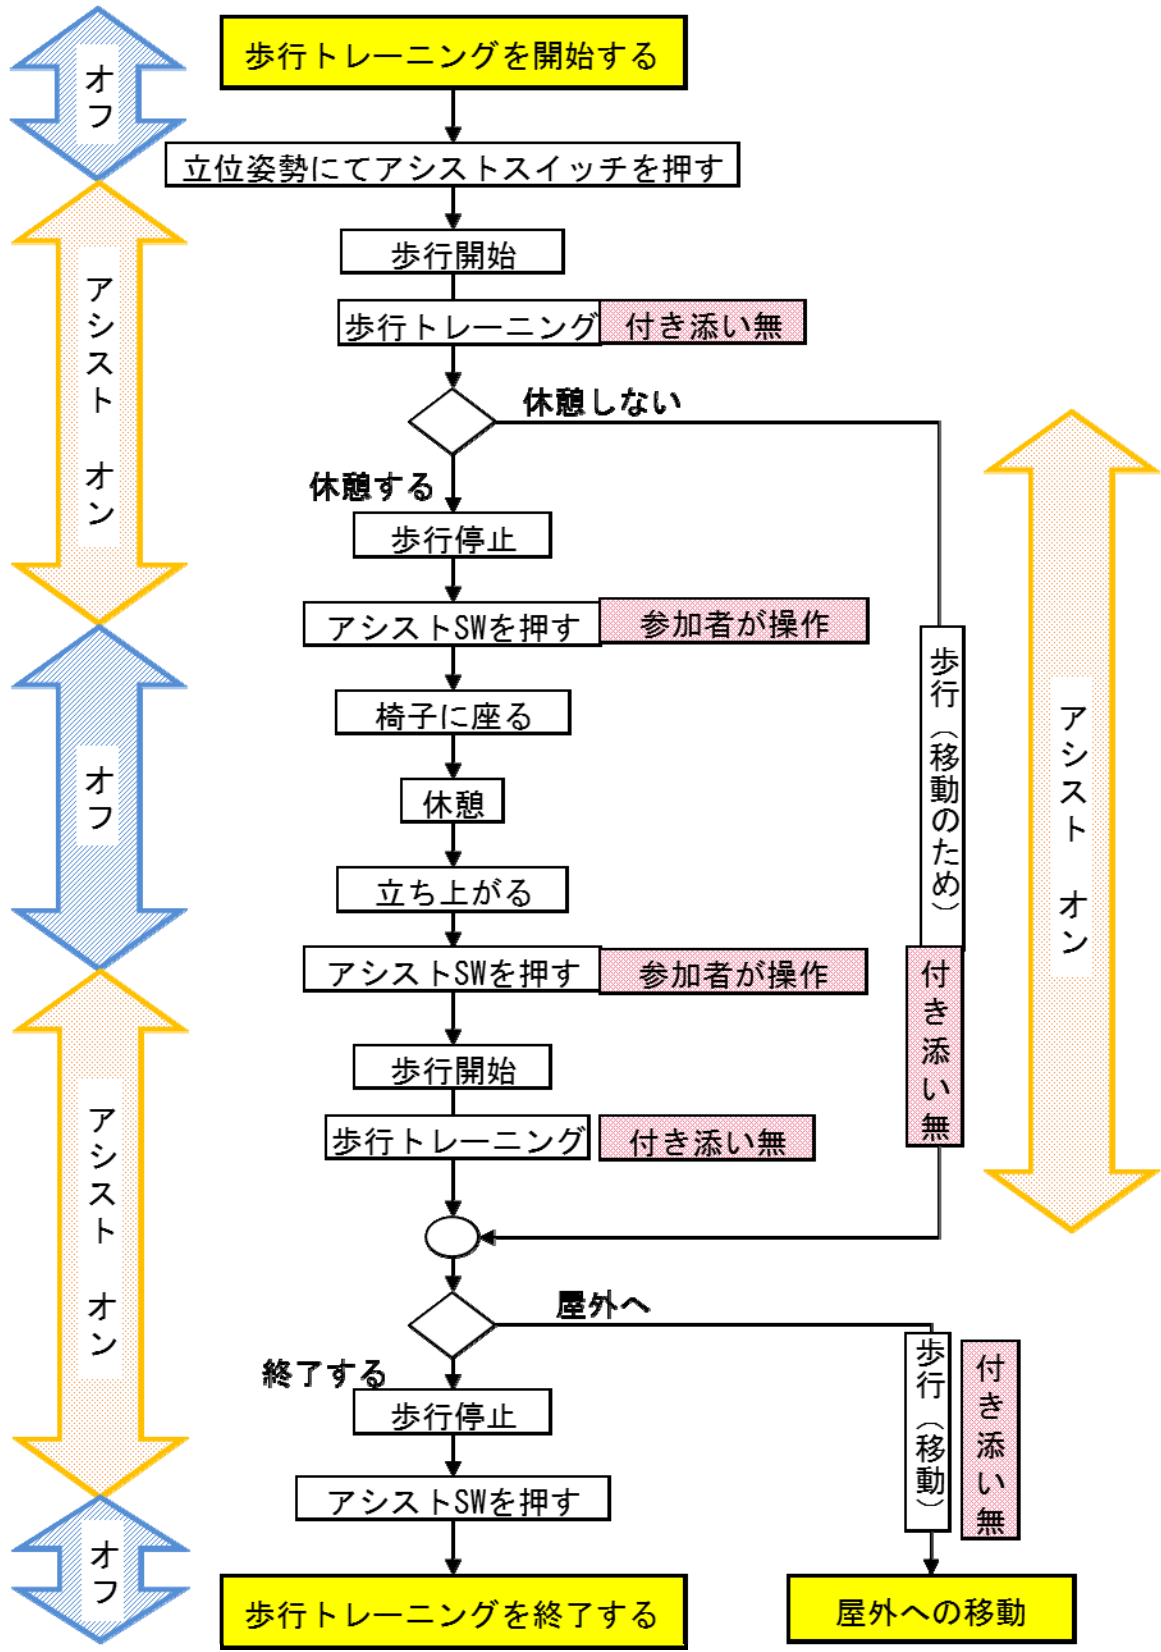 歩行トレーニングを開始する
オフ
立位姿勢にてアシストスイッチを押す
アシスト オン
歩行開始
歩行トレーニング
付き添い無
休憩しない
休憩する
歩行停止
アシストSWを押す
参加者が操作
オフ
椅子に座る
休憩
立ち上がる
歩行（移動のため）
付き添い無
アシスト オン
アシストSWを押す
参加者が操作
アシスト オン
歩行開始
歩行トレーニング
付き添い無
屋外へ
終了する
歩行停止
歩行（移動）
付き添い無
アシストSWを押す
オフ
歩行トレーニングを終了する
屋外への移動